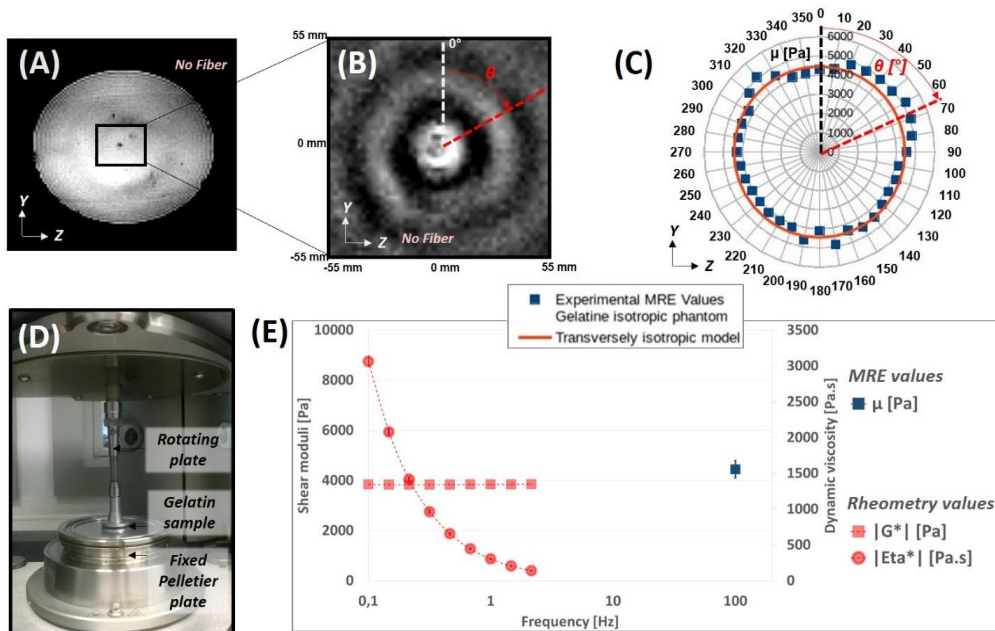 (A)
No Fiber
Y
Z
55 mm
0 mm
-55 mm
(B)
0°
θ
No Fiber
Y
Z
-55 mm
0 mm
55 mm
(C)
μ [Pa]
θ [°]
0
10
20
30
40
50
60
70
80
90
100
110
120
130
140
150
160
170
180
190
200
210
220
230
240
250
260
270
280
290
300
310
320
330
340
350
6000
5000
4000
3000
2000
1000
0
Y
Z
(D)
Rotating
plate
Gelatin
sample
Fixed
Pelletier
plate
(E)
Experimental MRE Values
Gelatine isotropic phantom
Transversely isotropic model
Shear moduli
[Pa]
10000
8000
6000
4000
2000
0
0,1
1
10
100
Frequency [Hz]
3500
3000
2500
2000
1500
1000
500
0
Dynamic viscosity
[Pa.s]
MRE values
μ [Pa]
Rheometry values
|G*| [Pa]
|Eta*| [Pa.s]